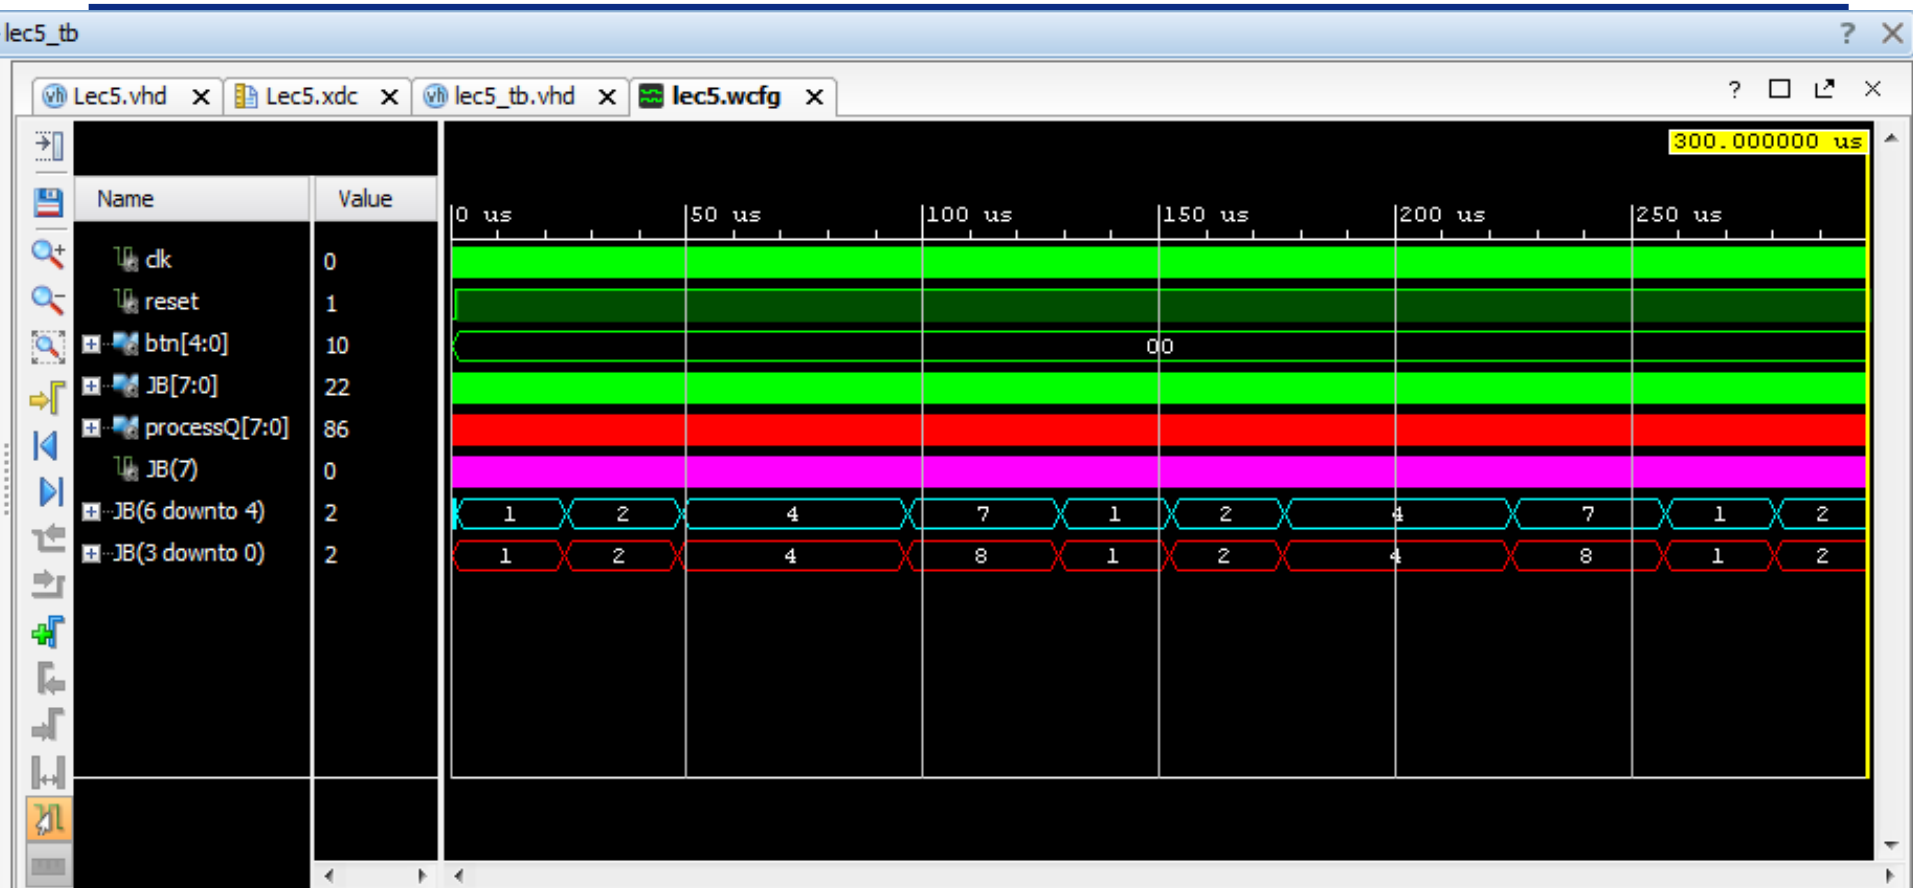 lec5_tb
Lec5.vhd Lec5.xdc lec5_tb.vhd lec5.wcfg
300.000000 us
Name Value
0 us 50 us 100 us 150 us 200 us 250 us
clk 0
reset 1
btn[4:0] 10 00
JB[7:0] 22
processQ[7:0] 86
JB(7) 0
JB(6 downto 4) 2 1 2 4 7 1 2 4 7 1 2
JB(3 downto 0) 2 1 2 4 8 1 2 4 8 1 2